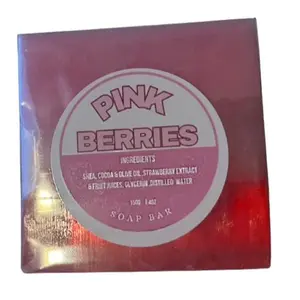 PINK
BERRIES
INGREDIENTS
SHEA, COCOA & OLIVE OIL, STRAWBERRY EXTRACT
& FRUIT JUICES, GLYCERIN, DISTILLED WATER
SOAP BAR